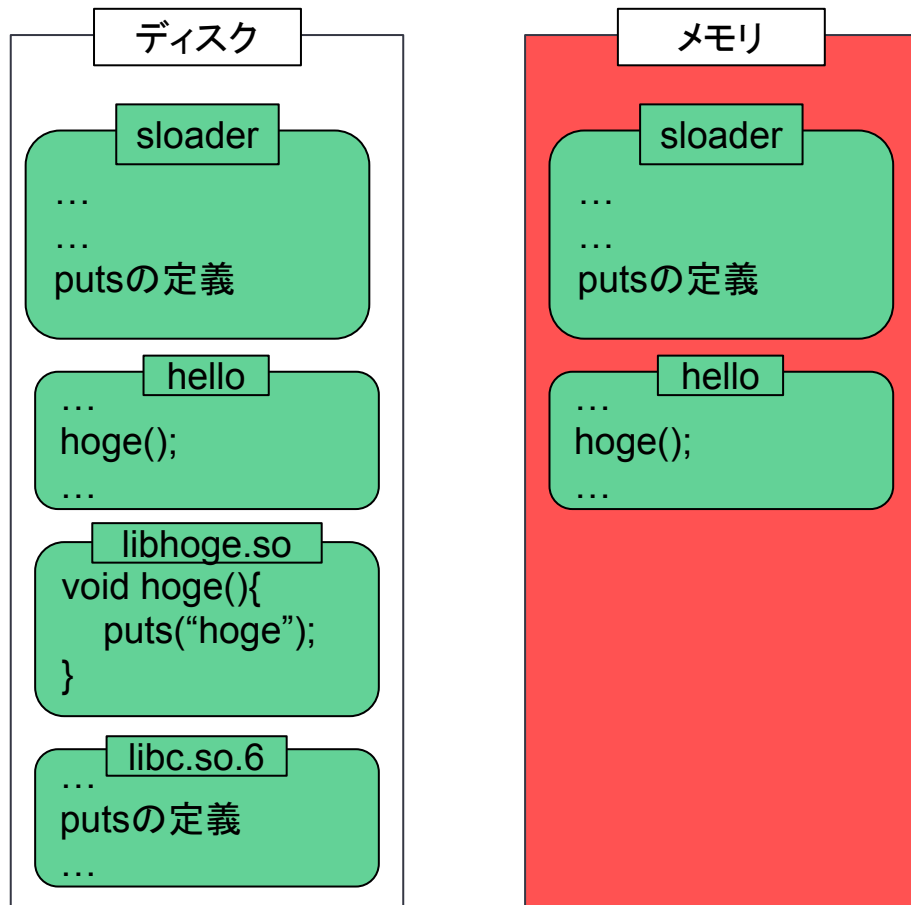 ディスク
sloader
…
…
putsの定義
hello
…
hoge();
…
libhoge.so
void hoge(){
puts(“hoge”);
}
libc.so.6
…
putsの定義
…
メモリ
sloader
…
…
putsの定義
hello
…
hoge();
…